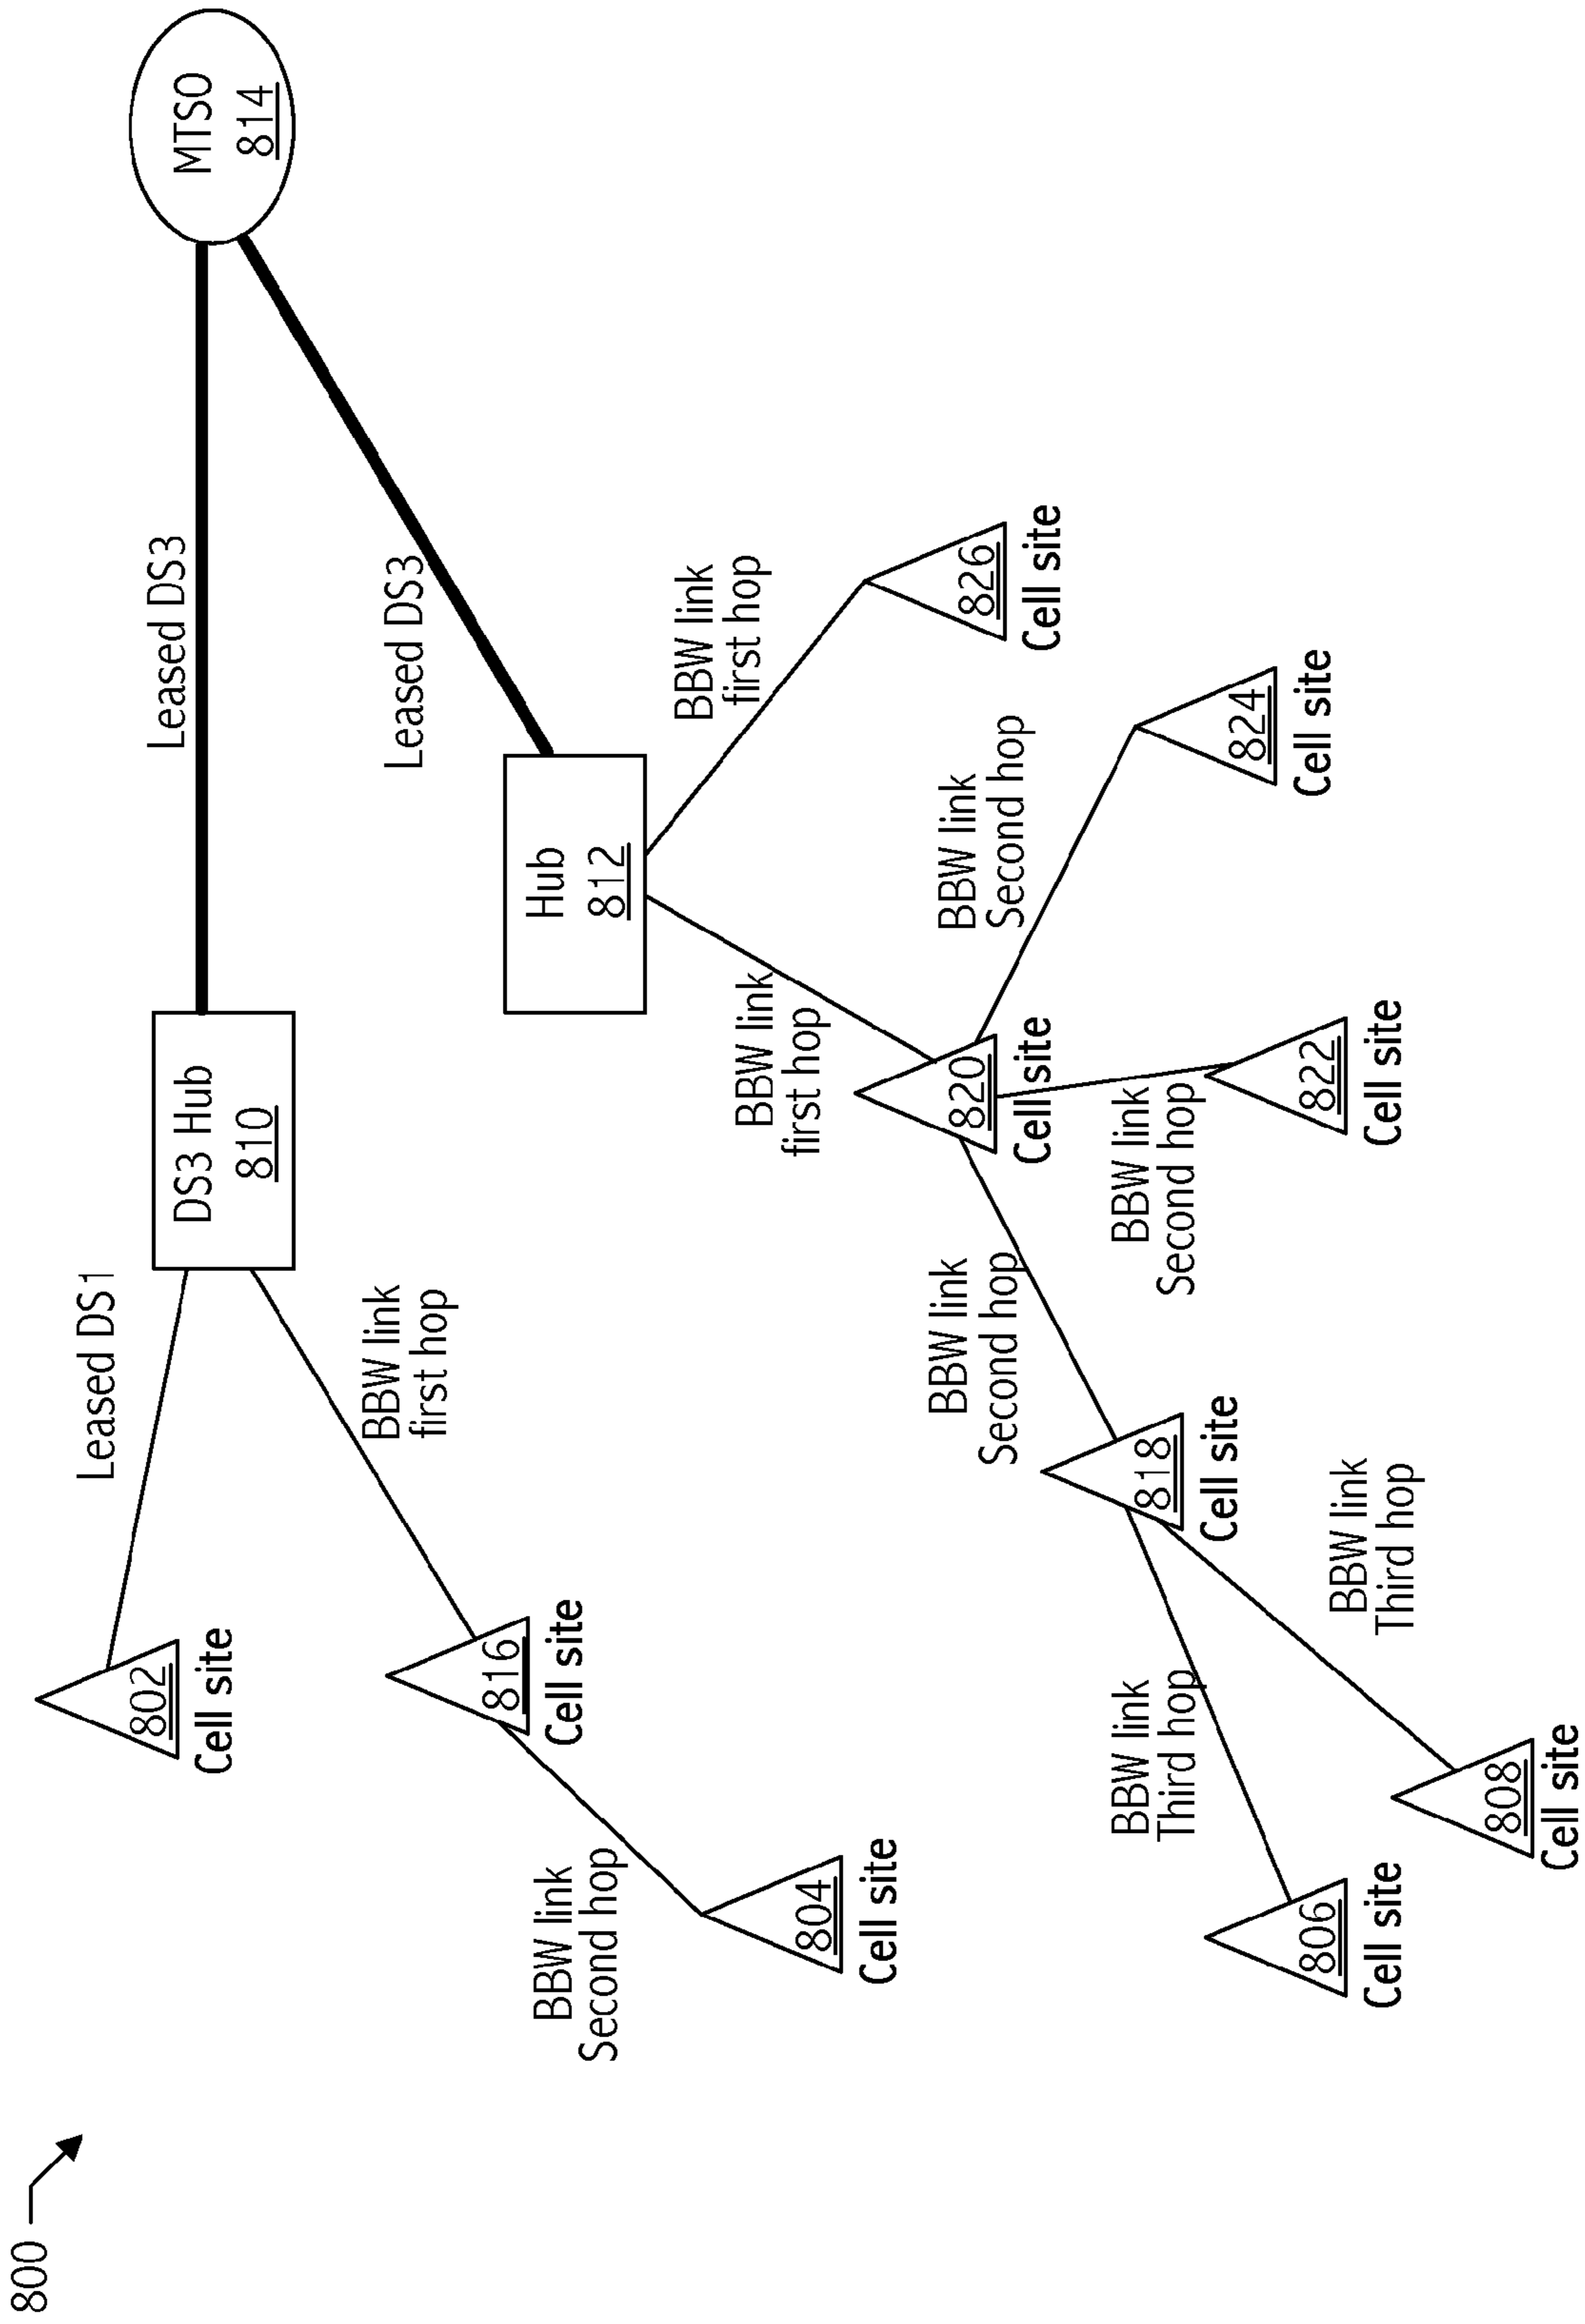 800
Leased DS3
MTSO
814
DS3 Hub
810
Leased DS1
802
Cell site
Leased DS3
BBW link
first hop
816
Cell site
Hub
812
BBW link
first hop
BBW link
Second hop
804
Cell site
BBW link
first hop
826
Cell site
820
Cell site
BBW link
Second hop
BBW link
Second hop
824
Cell site
BBW link
Second hop
822
Cell site
818
Cell site
BBW link
Third hop
806
Cell site
BBW link
Third hop
808
Cell site